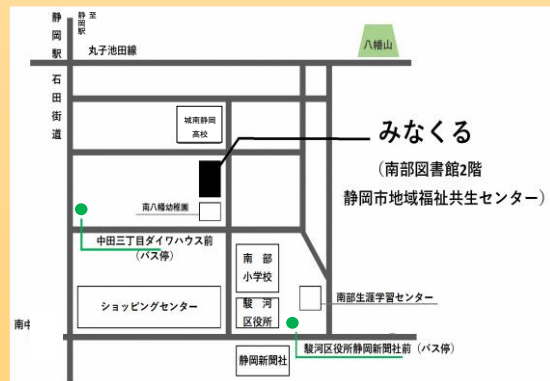 至
静岡駅
静岡駅
石田街道
丸子池田線
八幡山
城南静岡
高校
みなくる
(南部図書館2階
静岡市地域福祉共生センター)
南八幡幼稚園
中田三丁目ダイワハウス前
(バス停)
南部
小学校
ショッピングセンター
駿河
区役所
南部生涯学習センター
南中
駿河区役所静岡新聞社前(バス停)
静岡新聞社